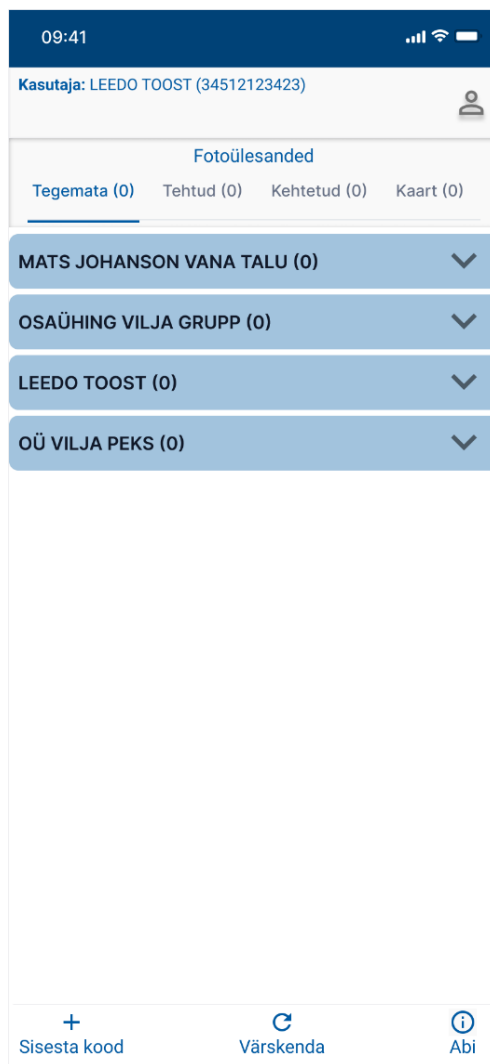 09:41
Kasutaja: LEEDO TOOST (34512123423)
Fotoülesanded
Tegemata (0) Tehtud (0) Kehtetud (0) Kaart (0)
MATS JOHANSON VANA TALU (0)
OSAÜHING VILJA GRUPP (0)
LEEDO TOOST (0)
OÜ VILJA PEKS (0)
Sisesta kood Värskenda Abi